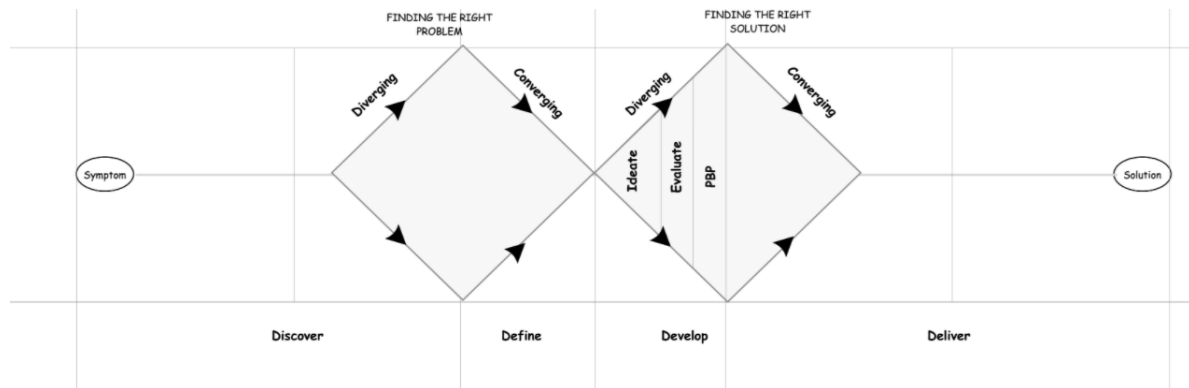 FINDING THE RIGHT
PROBLEM
FINDING THE RIGHT
SOLUTION
Diverging
Converging
Diverging
Converging
Symptom
Ideate
Evaluate
PBP
Solution
Discover
Define
Develop
Deliver